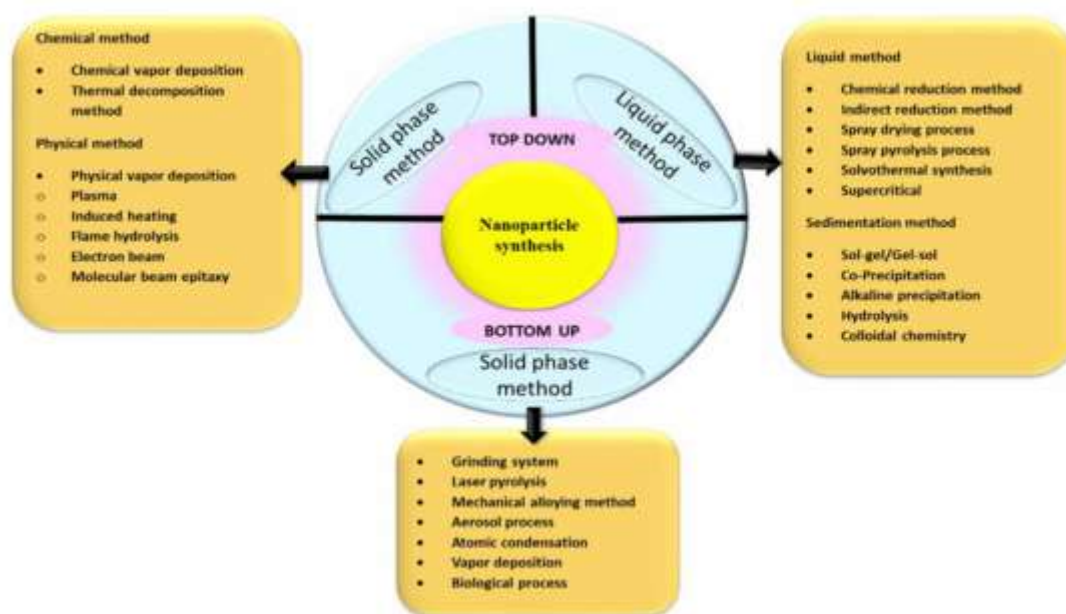 Chemical method
• Chemical vapor deposition
• Thermal decomposition
method
Physical method
• Physical vapor deposition
o Plasma
o Induced heating
o Flame hydrolysis
o Electron beam
o Molecular beam epitaxy
Solid phase
method
Liquid phase
method
TOP DOWN
Nanoparticle
synthesis
BOTTOM UP
Solid phase
method
Liquid method
• Chemical reduction method
• Indirect reduction method
• Spray drying process
• Spray pyrolysis process
• Solvothermal synthesis
• Supercritical
Sedimentation method
• Sol-gel/Gel-sol
• Co-Precipitation
• Alkaline precipitation
• Hydrolysis
• Colloidal chemistry
• Grinding system
• Laser pyrolysis
• Mechanical alloying method
• Aerosol process
• Atomic condensation
• Vapor deposition
• Biological process